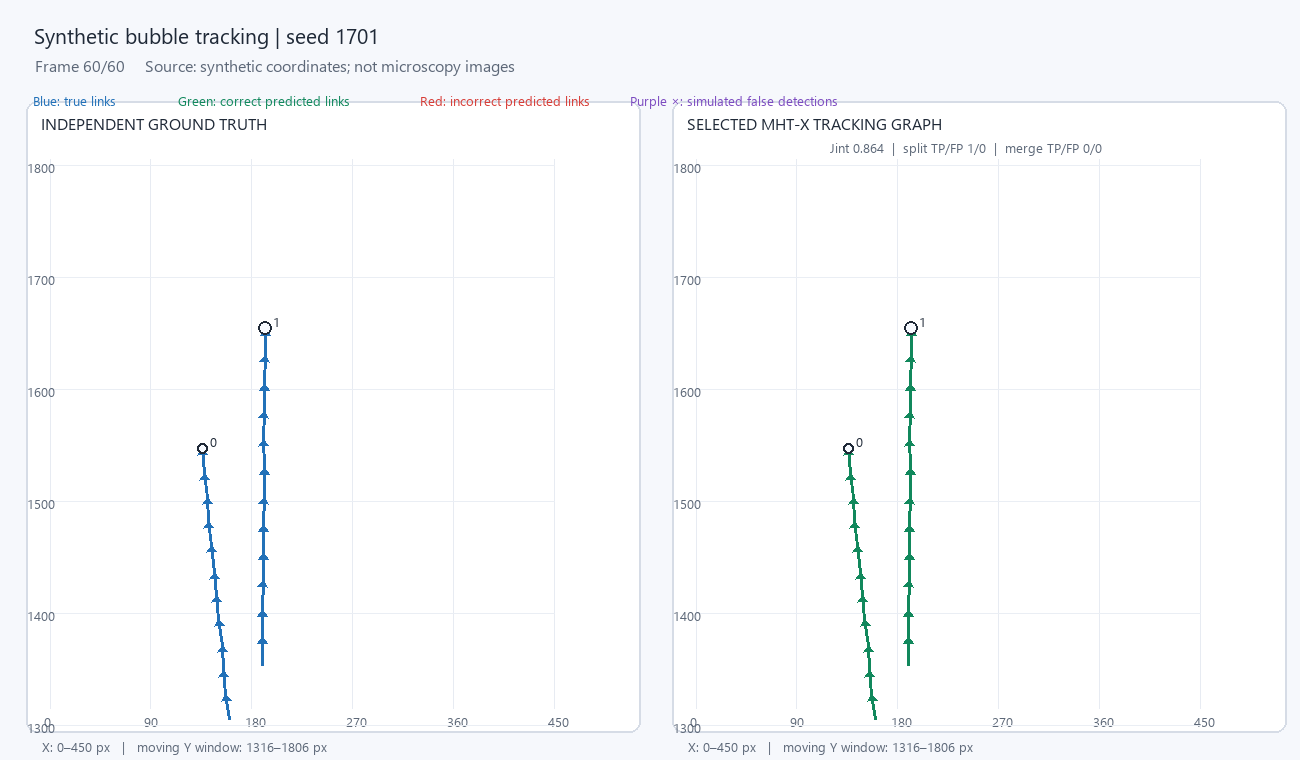 Synthetic bubble tracking | seed 1701
Frame 60/60 Source: synthetic coordinates; not microscopy images
Blue: true links Green: correct predicted links Red: incorrect predicted links Purple ×: simulated false detections
INDEPENDENT GROUND TRUTH
1800
1700
1
1600
0
1500
1400
1300
0 90 180 270 360 450
X: 0–450 px | moving Y window: 1316–1806 px
SELECTED MHT-X TRACKING GRAPH
Jint 0.864 | split TP/FP 1/0 | merge TP/FP 0/0
1800
1700
1
1600
0
1500
1400
1300
0 90 180 270 360 450
X: 0–450 px | moving Y window: 1316–1806 px